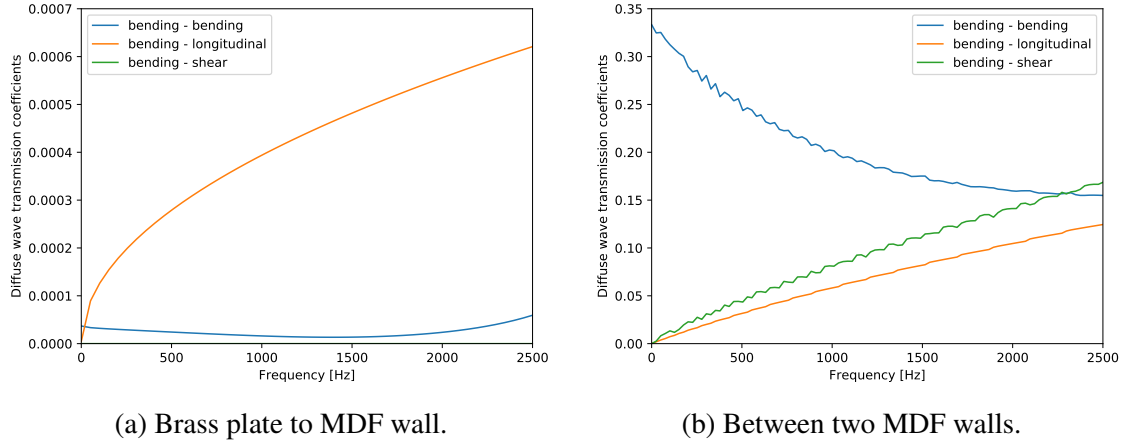 0.0007
0.0006
0.0005
0.0004
0.0003
0.0002
0.0001
0.0000
Diffuse wave transmission coefficients
bending - bending
bending - longitudinal
bending - shear
0 500 1000 1500 2000 2500
Frequency [Hz]
(a) Brass plate to MDF wall.
0.35
0.30
0.25
0.20
0.15
0.10
0.05
0.00
Diffuse wave transmission coefficients
bending - bending
bending - longitudinal
bending - shear
0 500 1000 1500 2000 2500
Frequency [Hz]
(b) Between two MDF walls.